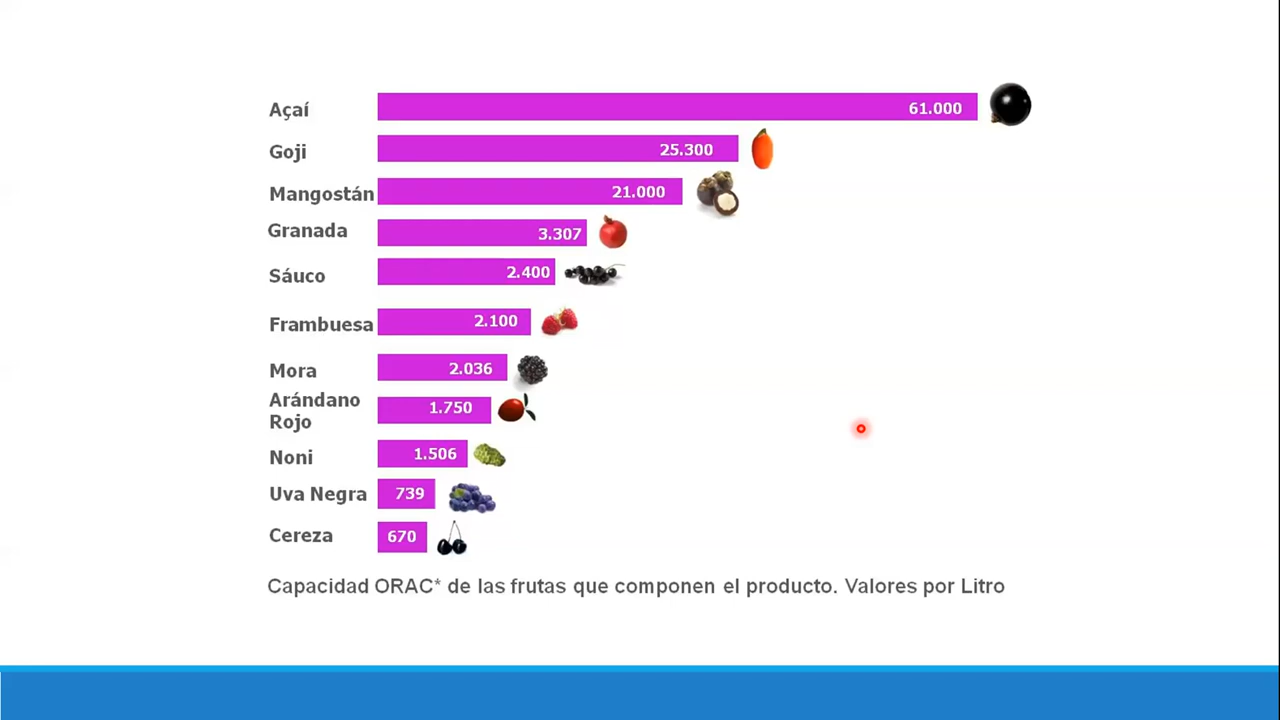 Açaí 61.000
Goji 25.300
Mangostán 21.000
Granada 3.307
Sáuco 2.400
Frambuesa 2.100
Mora 2.036
Arándano
Rojo 1.750
Noni 1.506
Uva Negra 739
Cereza 670
Capacidad ORAC* de las frutas que componen el producto. Valores por Litro